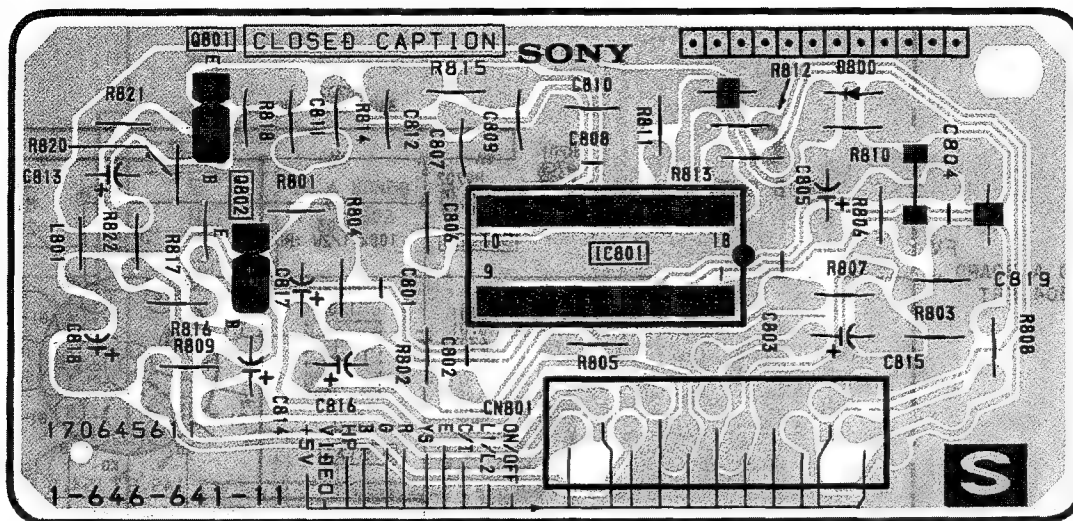 Q801 CLOSED CAPTION SONY
R815 R812 D800
R821 R818 C811 R814 C812 C807 C809 C810 C808 R811 C804
R820 R810
C813 B Q802 R801 R813 C805
E
L801 R822 R817 E R804 C806 10 IC801 18 R806
9
C817 C801 R807 C819
C818 R816 B R803
R809 R802 C802 R805 C803 C815 R808
C814 C816 CN801
17064561
+5V VIDEO HP B G R YS E C/T L1/L2 ON/OFF
1-646-641-11 S